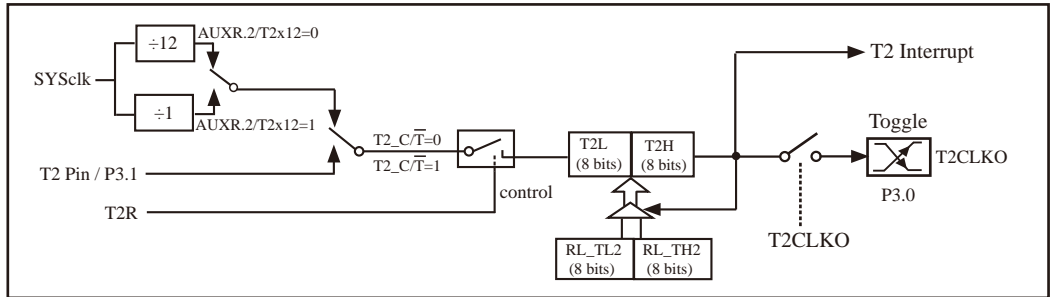 ÷12
AUXR.2/T2x12=0
SYSclk
÷1
AUXR.2/T2x12=1
T2_C/T̅=0
T2_C/T̅=1
T2 Pin / P3.1
T2R
control
T2L
(8 bits)
T2H
(8 bits)
RL_TL2
(8 bits)
RL_TH2
(8 bits)
T2 Interrupt
Toggle
T2CLKO
P3.0
T2CLKO